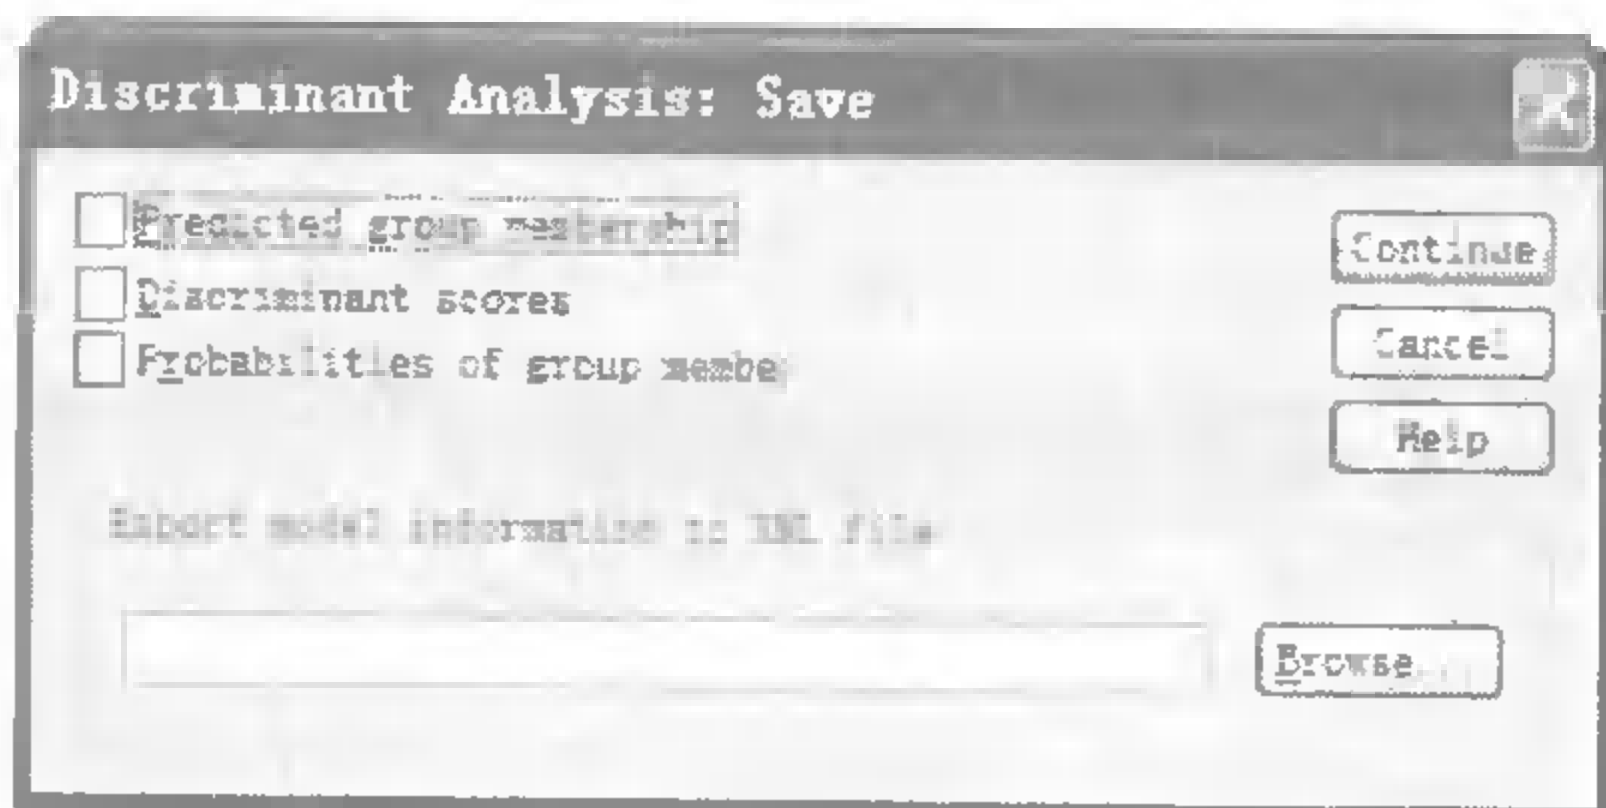 Discriminant Analysis: Save
Predicted group membership
Discriminant scores
Probabilities of group membe
Continue
Cancel
Help
Export model information to XML file
Browse...